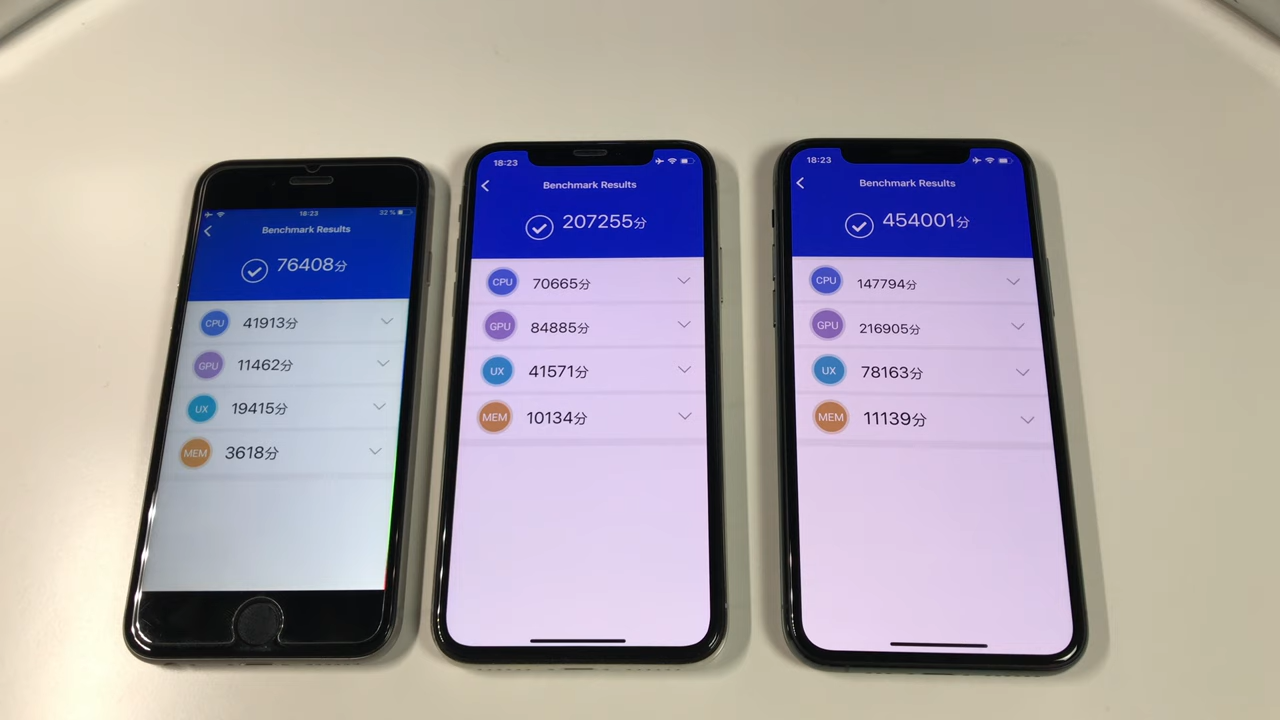 18:23
32 %
Benchmark Results
76408分
CPU 41913分
GPU 11462分
UX 19415分
MEM 3618分
18:23
Benchmark Results
207255分
CPU 70665分
GPU 84885分
UX 41571分
MEM 10134分
18:23
Benchmark Results
454001分
CPU 147794分
GPU 216905分
UX 78163分
MEM 11139分